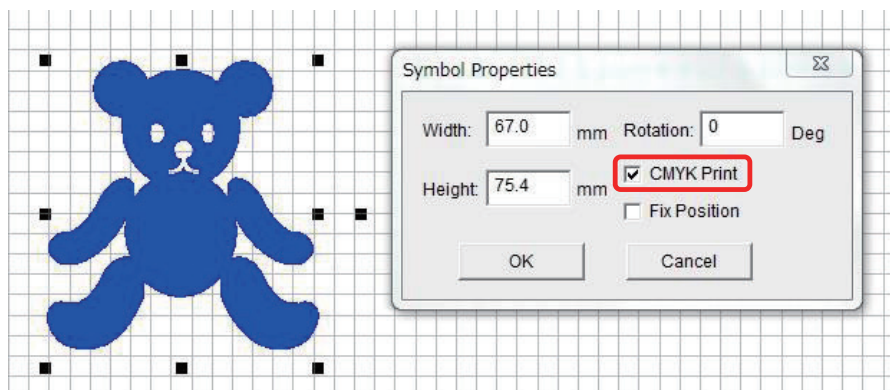 Symbol Properties
Width: 67.0 mm Rotation: 0 Deg
Height: 75.4 mm CMYK Print
Fix Position
OK Cancel